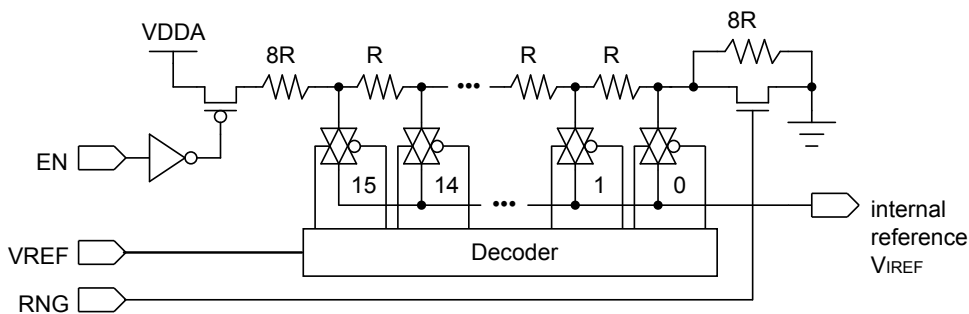 VDDA
8R
R
R
R
8R
EN
15
14
1
0
•••
•••
internal
reference
VIREF
VREF
Decoder
RNG